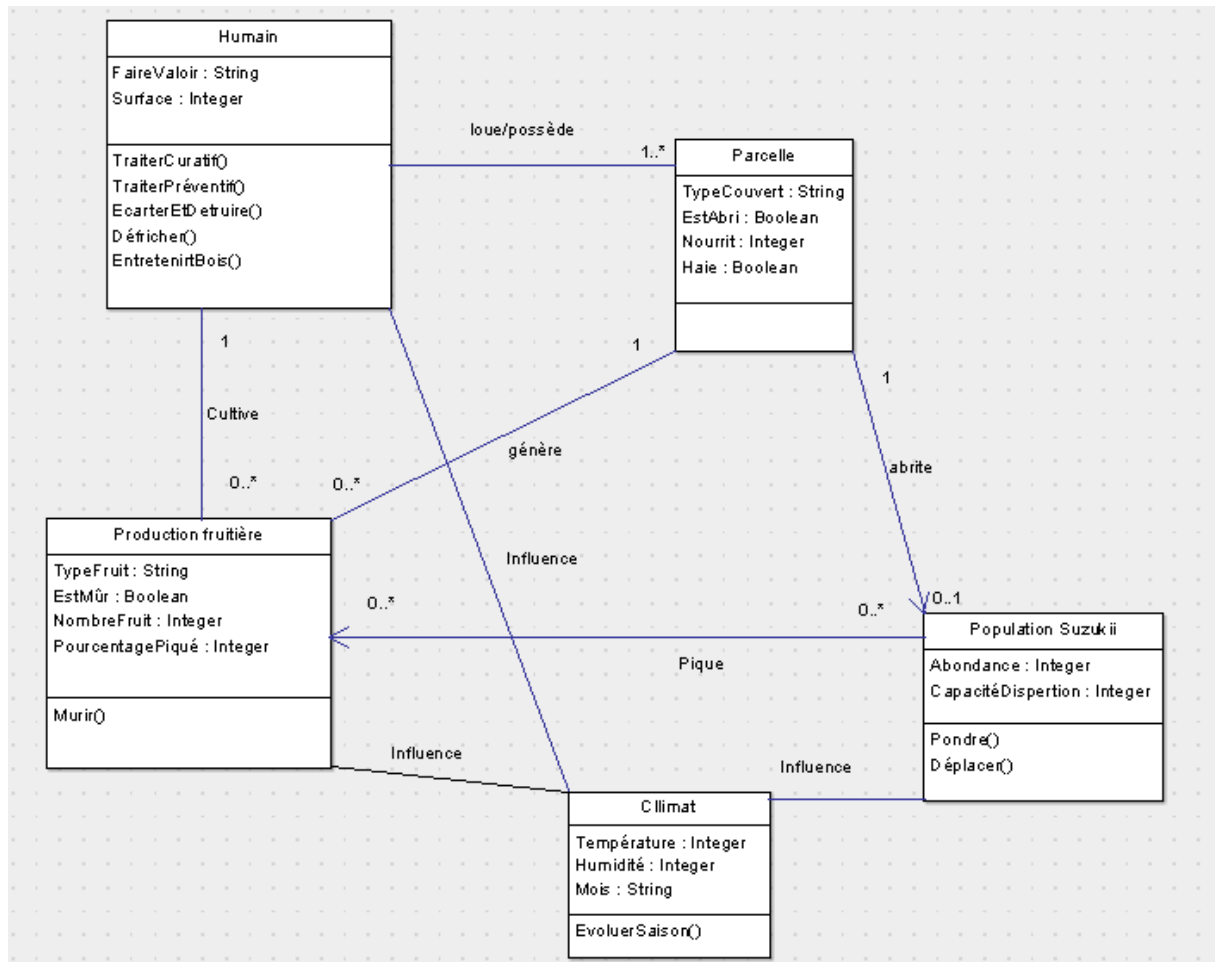 Humain
FaireValoir : String
Surface : Integer
TraiterCuratif()
TraiterPréventif()
EcarterEtDetruire()
Défricher()
EntretenirtBois()
loue/possède
1..*
Parcelle
TypeCouvert : String
EstAbri : Boolean
Nourrit : Integer
Haie : Boolean
1
1
1
Cultive
génère
abrite
0..*
0..*
Production fruitière
TypeFruit : String
EstMûr : Boolean
NombreFruit : Integer
PourcentagePiqué : Integer
Murir()
Influence
0..*
0..*
0..1
Pique
Population Suzukii
Abondance : Integer
CapacitéDispertion : Integer
Pondre()
Déplacer()
Influence
Influence
Cllimat
Température : Integer
Humidité : Integer
Mois : String
EvoluerSaison()